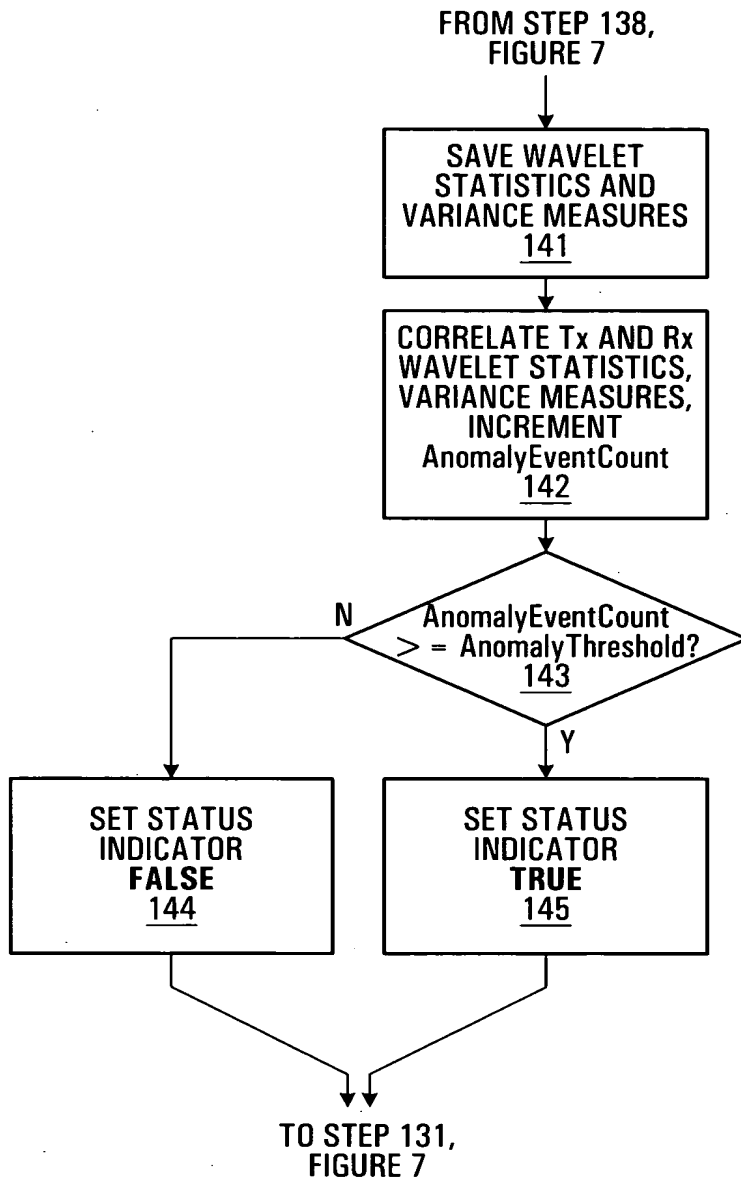 FROM STEP 138,
FIGURE 7
SAVE WAVELET
STATISTICS AND
VARIANCE MEASURES
141
CORRELATE Tx AND Rx
WAVELET STATISTICS,
VARIANCE MEASURES,
INCREMENT
AnomalyEventCount
142
AnomalyEventCount
> = AnomalyThreshold?
143
N
Y
SET STATUS
INDICATOR
FALSE
144
SET STATUS
INDICATOR
TRUE
145
TO STEP 131,
FIGURE 7